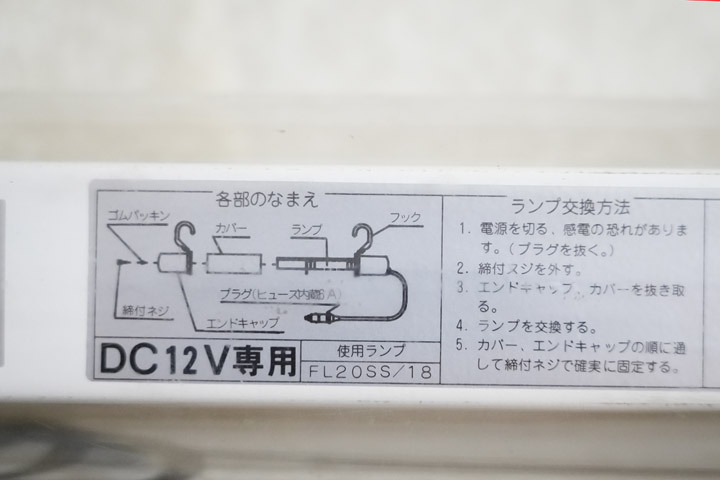 各部のなまえ
ゴムパッキン
カバー
ランプ
フック
プラグ(ヒューズ内蔵5A)
締付ネジ
エンドキャップ
DC12V専用
使用ランプ
FL20SS/18
ランプ交換方法
1. 電源を切る、感電の恐れがありま
す。(プラグを抜く。)
2. 締付ネジを外す。
3. エンドキャップ、カバーを抜き取
る。
4. ランプを交換する。
5. カバー、エンドキャップの順に通
して締付ネジで確実に固定する。